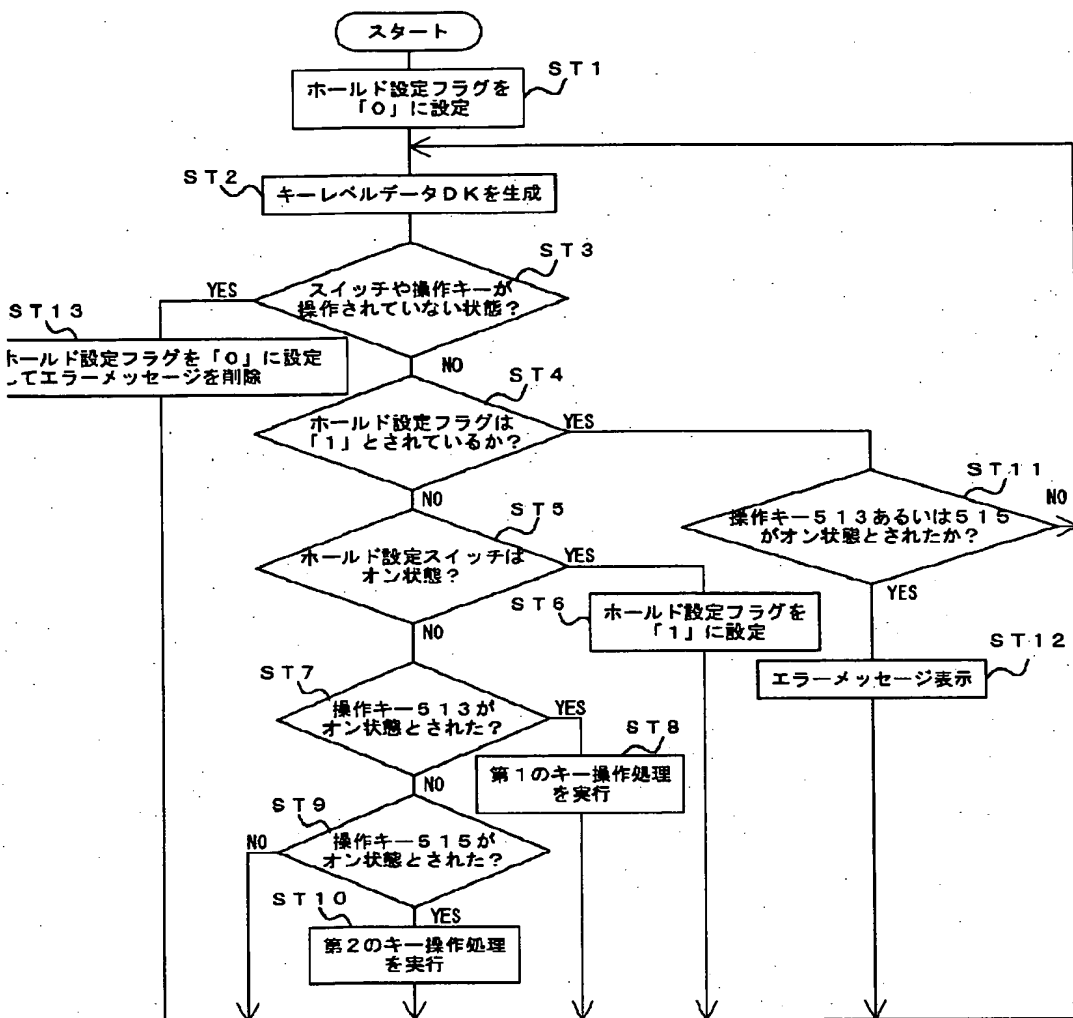 スタート
ST1
ホールド設定フラグを
「0」に設定
ST2
キーレベルデータDKを生成
ST3
スイッチや操作キーが
操作されていない状態?
YES
NO
ST13
ホールド設定フラグを「0」に設定
してエラーメッセージを削除
ST4
ホールド設定フラグは
「1」とされているか?
YES
NO
ST11
操作キー513あるいは515
がオン状態とされたか?
NO
YES
ST5
ホールド設定スイッチは
オン状態?
YES
NO
ST6
ホールド設定フラグを
「1」に設定
ST12
エラーメッセージ表示
ST7
操作キー513が
オン状態とされた?
YES
NO
ST8
第1のキー操作処理
を実行
ST9
操作キー515が
オン状態とされた?
NO
YES
ST10
第2のキー操作処理
を実行